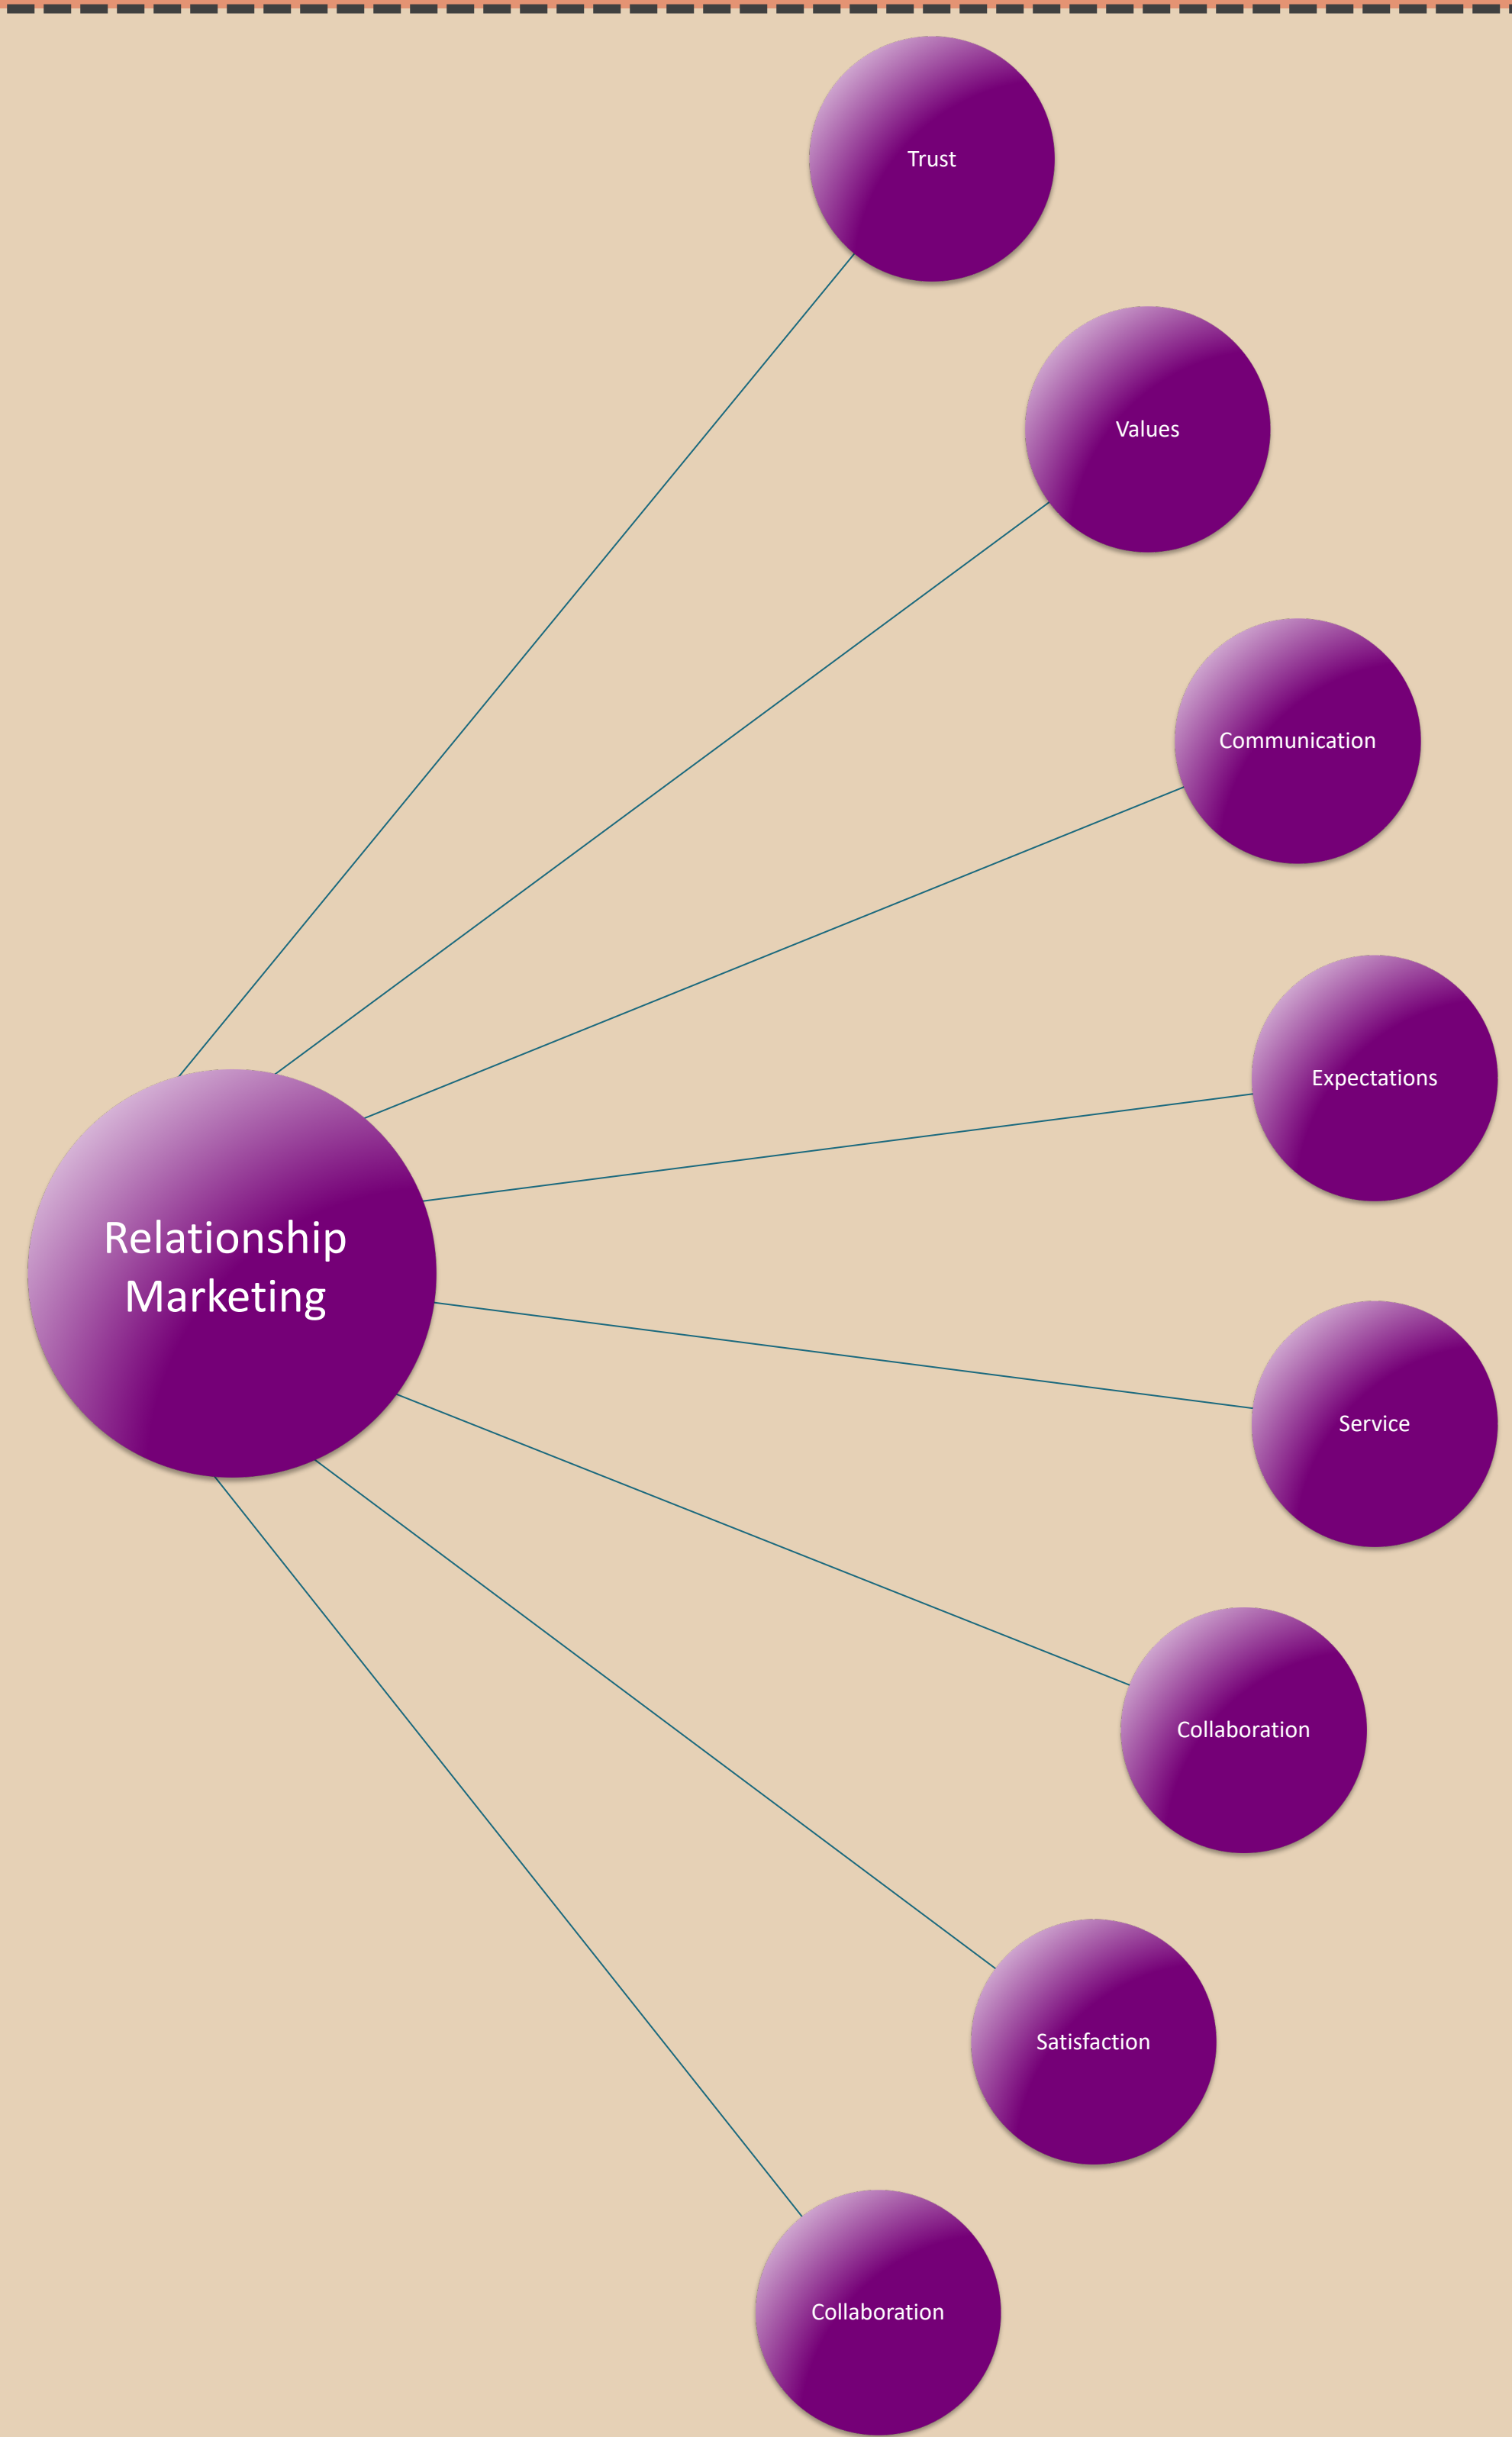 Trust
Values
Communication
Expectations
Relationship
Marketing
Service
Collaboration
Satisfaction
Collaboration